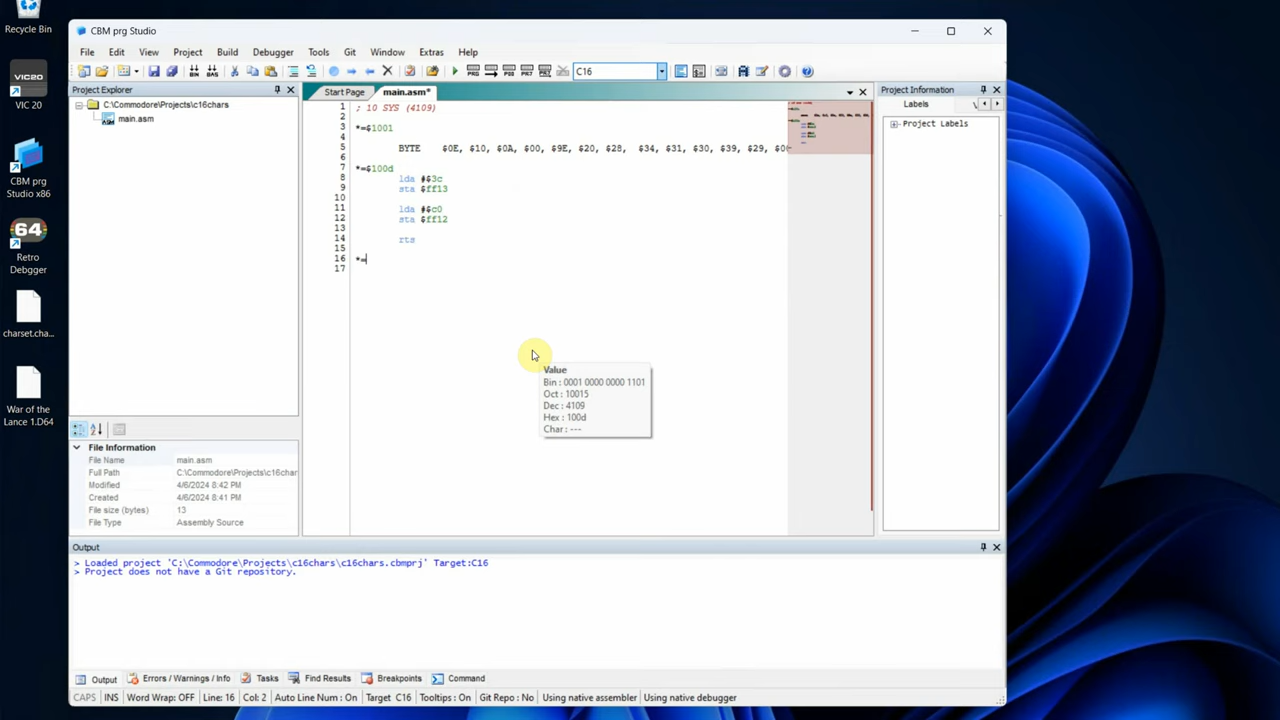 Recycle Bin
VIC20
VIC 20
CBM prg
Studio x86
64
Retro
Debgger
charset.cha...
War of the
Lance 1.D64
CBM prg Studio
File Edit View Project Build Debugger Tools Git Window Extras Help
C16
Project Explorer
C:\Commodore\Projects\c16chars
main.asm
Start Page main.asm*
1 ; 10 SYS (4109)
2
3 *=$1001
4
5 BYTE $0E, $10, $0A, $00, $9E, $20, $28, $34, $31, $30, $39, $29, $00
6
7 *=$100d
8 lda #$3c
9 sta $ff13
10
11 lda #$c0
12 sta $ff12
13
14 rts
15
16 *=
17
Value
Bin : 0001 0000 0000 1101
Oct : 10015
Dec : 4109
Hex : 100d
Char : ---
Project Information
Labels
Project Labels
File Information
File Name main.asm
Full Path C:\Commodore\Projects\c16char
Modified 4/6/2024 8:42 PM
Created 4/6/2024 8:41 PM
File size (bytes) 13
File Type Assembly Source
Output
> Loaded project 'C:\Commodore\Projects\c16chars\c16chars.cbmprj' Target:C16
> Project does not have a Git repository.
Output Errors / Warnings / Info Tasks Find Results Breakpoints Command
CAPS INS Word Wrap: OFF Line: 16 Col: 2 Auto Line Num : On Target C16 Tooltips : On Git Repo : No Using native assembler Using native debugger